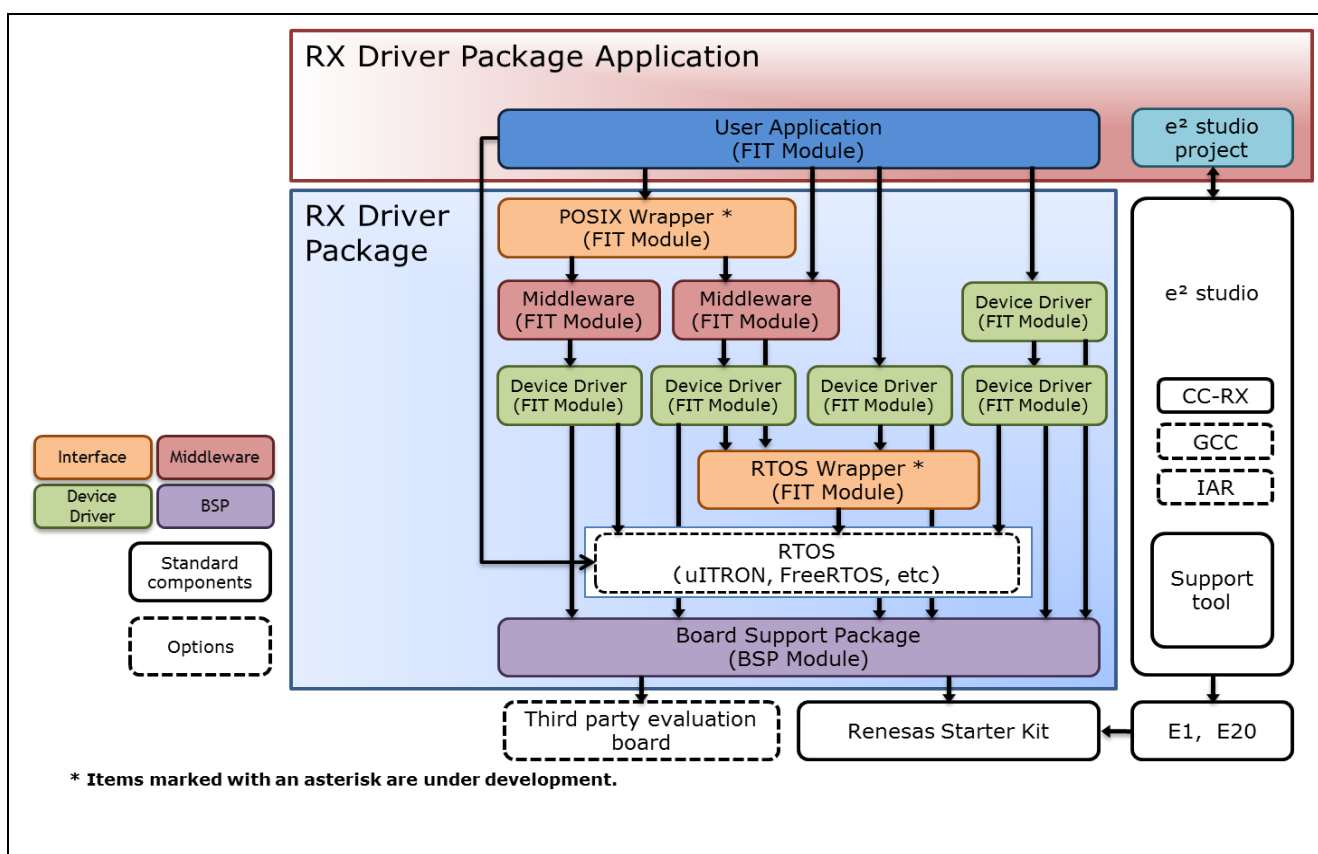 RX Driver Package Application
User Application
(FIT Module)
e² studio
project
RX Driver
Package
POSIX Wrapper *
(FIT Module)
Middleware
(FIT Module)
Middleware
(FIT Module)
Device Driver
(FIT Module)
e² studio
Device Driver
(FIT Module)
Device Driver
(FIT Module)
Device Driver
(FIT Module)
Device Driver
(FIT Module)
CC-RX
GCC
IAR
Interface
Middleware
Device
Driver
BSP
RTOS Wrapper *
(FIT Module)
Standard
components
RTOS
(uITRON, FreeRTOS, etc)
Support
tool
Options
Board Support Package
(BSP Module)
Third party evaluation
board
Renesas Starter Kit
E1, E20
* Items marked with an asterisk are under development.